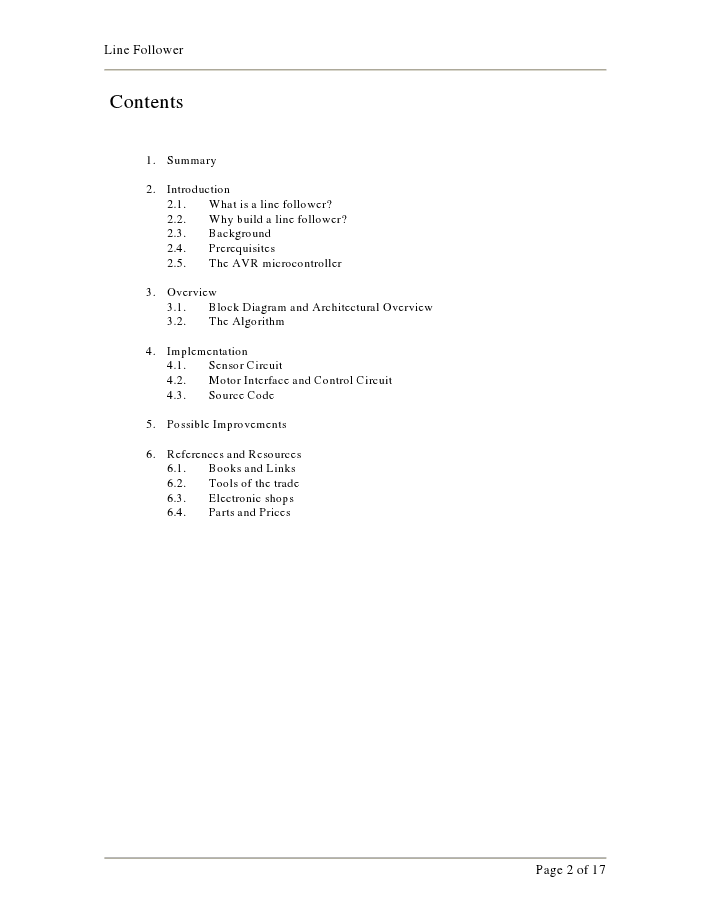 Line Follower
Contents
1. Summary
2. Introduction
2.1. What is a line follower?
2.2. Why build a line follower?
2.3. Background
2.4. Prerequisites
2.5. The AVR microcontroller
3. Overview
3.1. Block Diagram and Architectural Overview
3.2. The Algorithm
4. Implementation
4.1. Sensor Circuit
4.2. Motor Interface and Control Circuit
4.3. Source Code
5. Possible Improvements
6. References and Resources
6.1. Books and Links
6.2. Tools of the trade
6.3. Electronic shops
6.4. Parts and Prices
Page 2 of 17